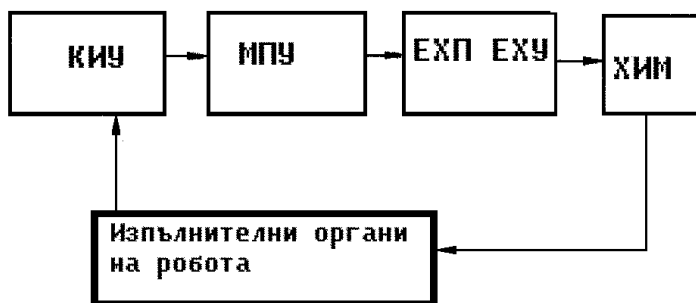 КИУ
МПУ
ЕХП ЕХУ
ХИМ
Изпълнителни органи
на робота